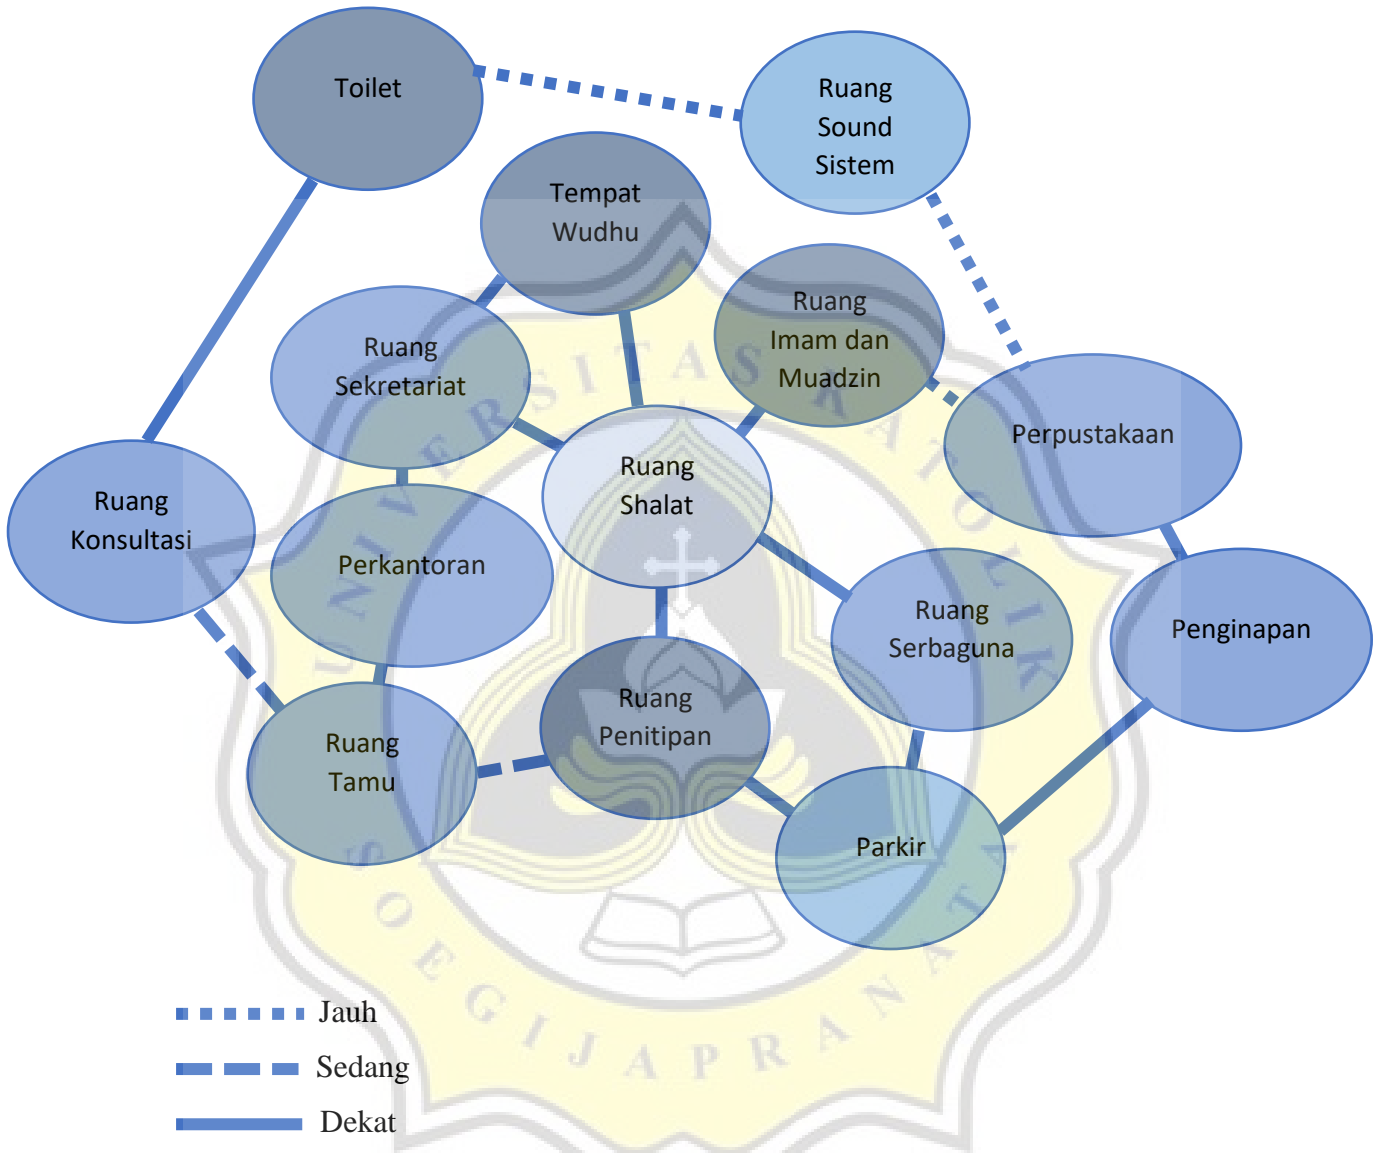 Toilet
Ruang
Sound
Sistem
Tempat
Wudhu
Ruang
Imam dan
Muadzin
Ruang
Sekretariat
Perpustakaan
Ruang
Shalat
Ruang
Konsultasi
Perkantoran
Ruang
Serbaguna
Penginapan
Ruang
Penitipan
Ruang
Tamu
Parkir
UNIVERSITAS KATOLIK
SOEGIJAPRANATA
Jauh
Sedang
Dekat